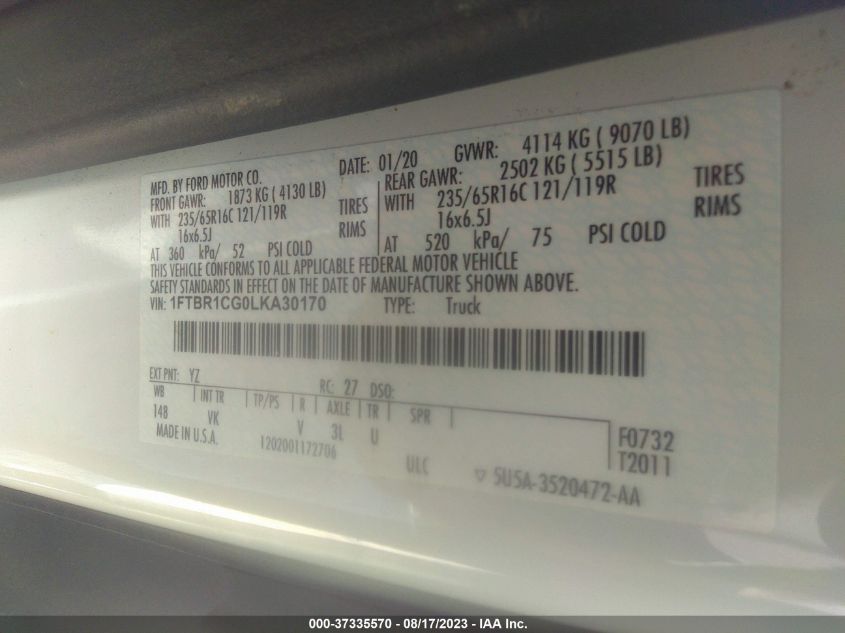 MFD. BY FORD MOTOR CO.
DATE: 01/20
GVWR: 4114 KG ( 9070 LB)
FRONT GAWR: 1873 KG ( 4130 LB)
REAR GAWR: 2502 KG ( 5515 LB)
WITH 235/65R16C 121/119R TIRES
WITH 235/65R16C 121/119R TIRES
16x6.5J RIMS
16x6.5J RIMS
AT 360 kPa/ 52 PSI COLD
AT 520 kPa/ 75 PSI COLD
THIS VEHICLE CONFORMS TO ALL APPLICABLE FEDERAL MOTOR VEHICLE
SAFETY STANDARDS IN EFFECT ON THE DATE OF MANUFACTURE SHOWN ABOVE.
VIN: 1FTBR1CG0LKA30170 TYPE: Truck
EXT PNT: YZ RC: 27 DSO:
WB INT TR TP/PS R AXLE TR SPR
148 VK V 3L U
F0732
T2011
MADE IN U.S.A. 1202001172706
ULC ▽ 5U5A-3520472-AA
000-37335570 - 08/17/2023 - IAA Inc.